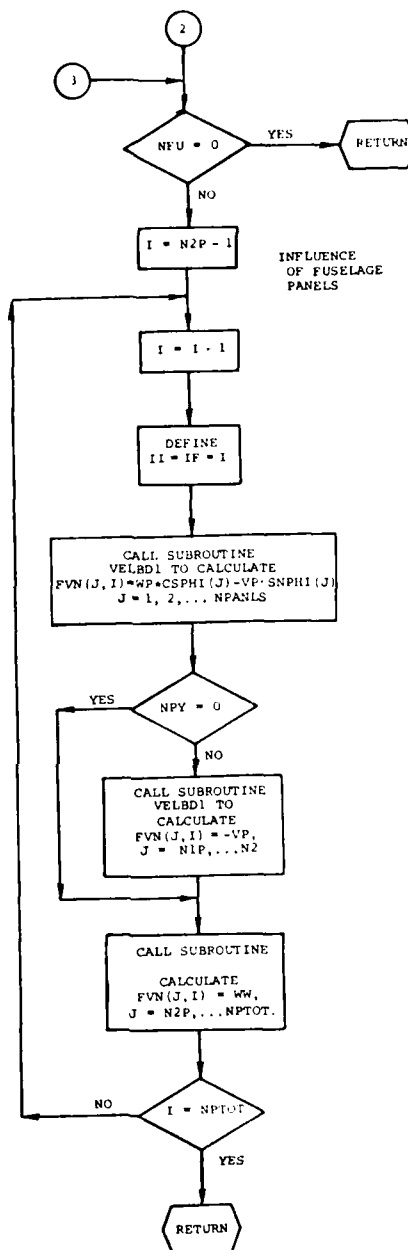 2
3
NFU = 0
YES
RETURN
NO
I = N2P - 1
INFLUENCE
OF FUSELAGE
PANELS
I = I - 1
DEFINE
II = IF = I
CALL SUBROUTINE
VELBD1 TO CALCULATE
FVN(J,I)=WP*CSPHI(J)-VP·SNPHI(J)
J = 1, 2,... NPANLS
YES
NPY = 0
NO
CALL SUBROUTINE
VELBD1 TO
CALCULATE
FVN(J,I) = -VP,
J = N1P,...N2
CALL SUBROUTINE
CALCULATE
FVN(J,I) = WW,
J = N2P,...NPTOT.
NO
I = NPTOT
YES
RETURN